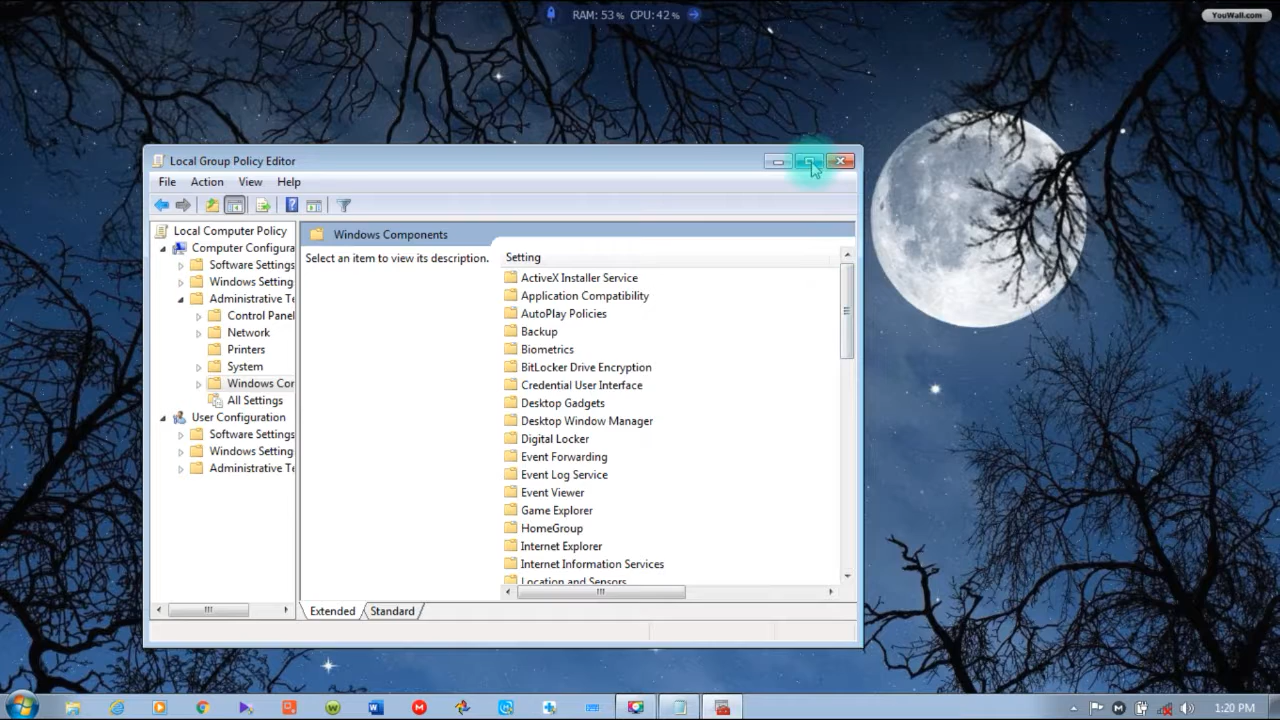 RAM: 53% CPU: 42%
YouWall.com
Local Group Policy Editor
File Action View Help
Local Computer Policy
Computer Configura
Software Settings
Windows Setting
Administrative Te
Control Panel
Network
Printers
System
Windows Cor
All Settings
User Configuration
Software Settings
Windows Setting
Administrative Te
Windows Components
Select an item to view its description.
Setting
ActiveX Installer Service
Application Compatibility
AutoPlay Policies
Backup
Biometrics
BitLocker Drive Encryption
Credential User Interface
Desktop Gadgets
Desktop Window Manager
Digital Locker
Event Forwarding
Event Log Service
Event Viewer
Game Explorer
HomeGroup
Internet Explorer
Internet Information Services
Location and Sensors
Extended Standard
1:20 PM